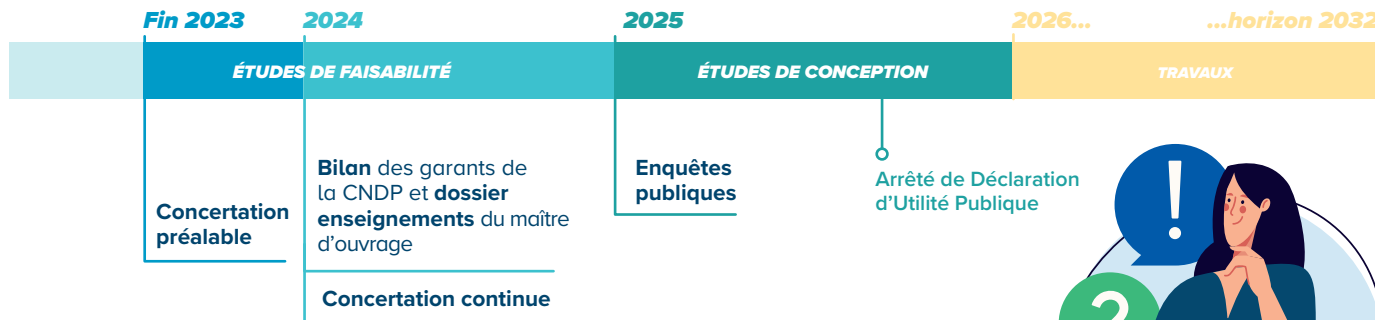 Fin 2023
2024
2025
2026...
...horizon 2032
ÉTUDES DE FAISABILITÉ
ÉTUDES DE CONCEPTION
TRAVAUX
Concertation
préalable
Bilan des garants de
la CNDP et dossier
enseignements du maître
d'ouvrage
Concertation continue
Enquêtes
publiques
Arrêté de Déclaration
d'Utilité Publique
!
?